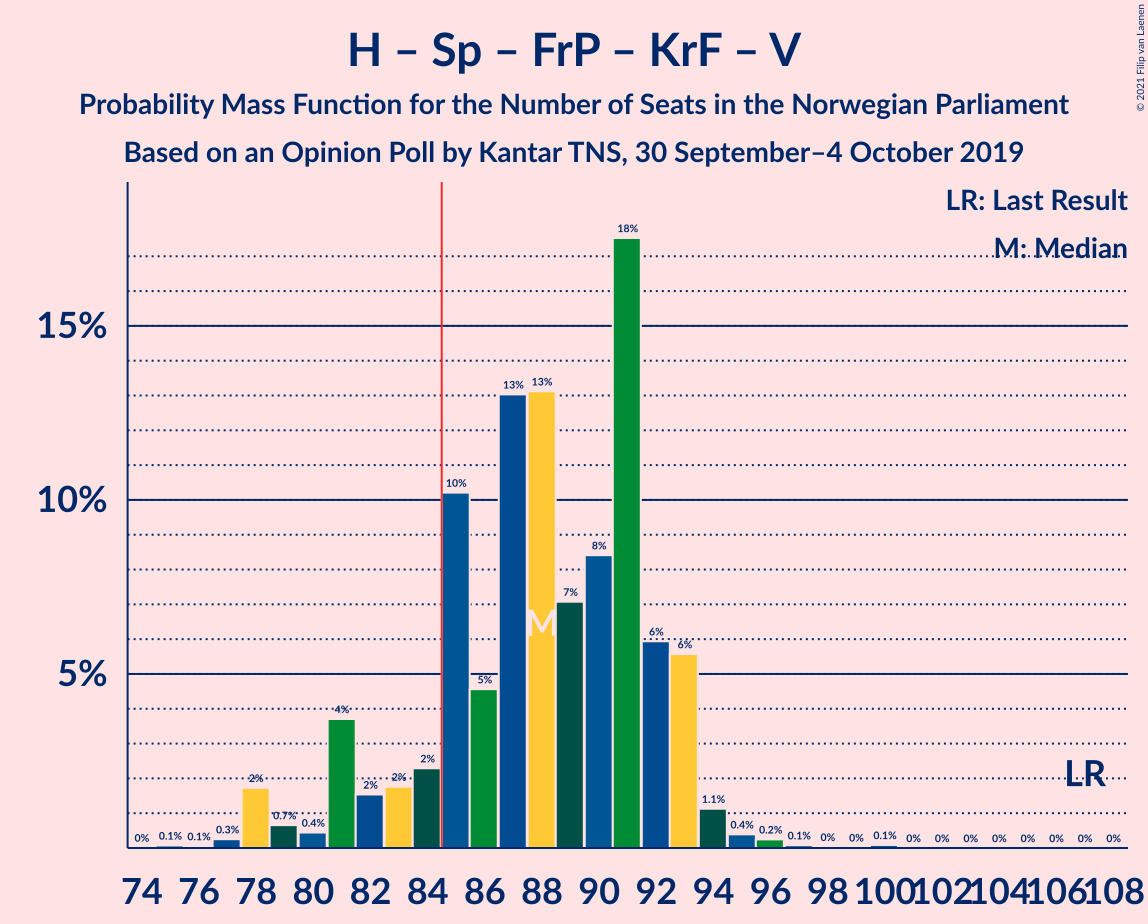 H – Sp – FrP – KrF – V
Probability Mass Function for the Number of Seats in the Norwegian Parliament
Based on an Opinion Poll by Kantar TNS, 30 September–4 October 2019
© 2021 Filip van Laenen
LR: Last Result
M: Median
15%
10%
5%
0% 0.1% 0.1% 0.3% 2% 0.7% 0.4% 4% 2% 2% 2% 10% 5% 13% 13% 7% 8% 18% 6% 6% 1.1% 0.4% 0.2% 0.1% 0% 0% 0.1% 0% 0% 0% 0% 0% 0% 0% 0%
M
LR
74 76 78 80 82 84 86 88 90 92 94 96 98 100 102 104 106 108